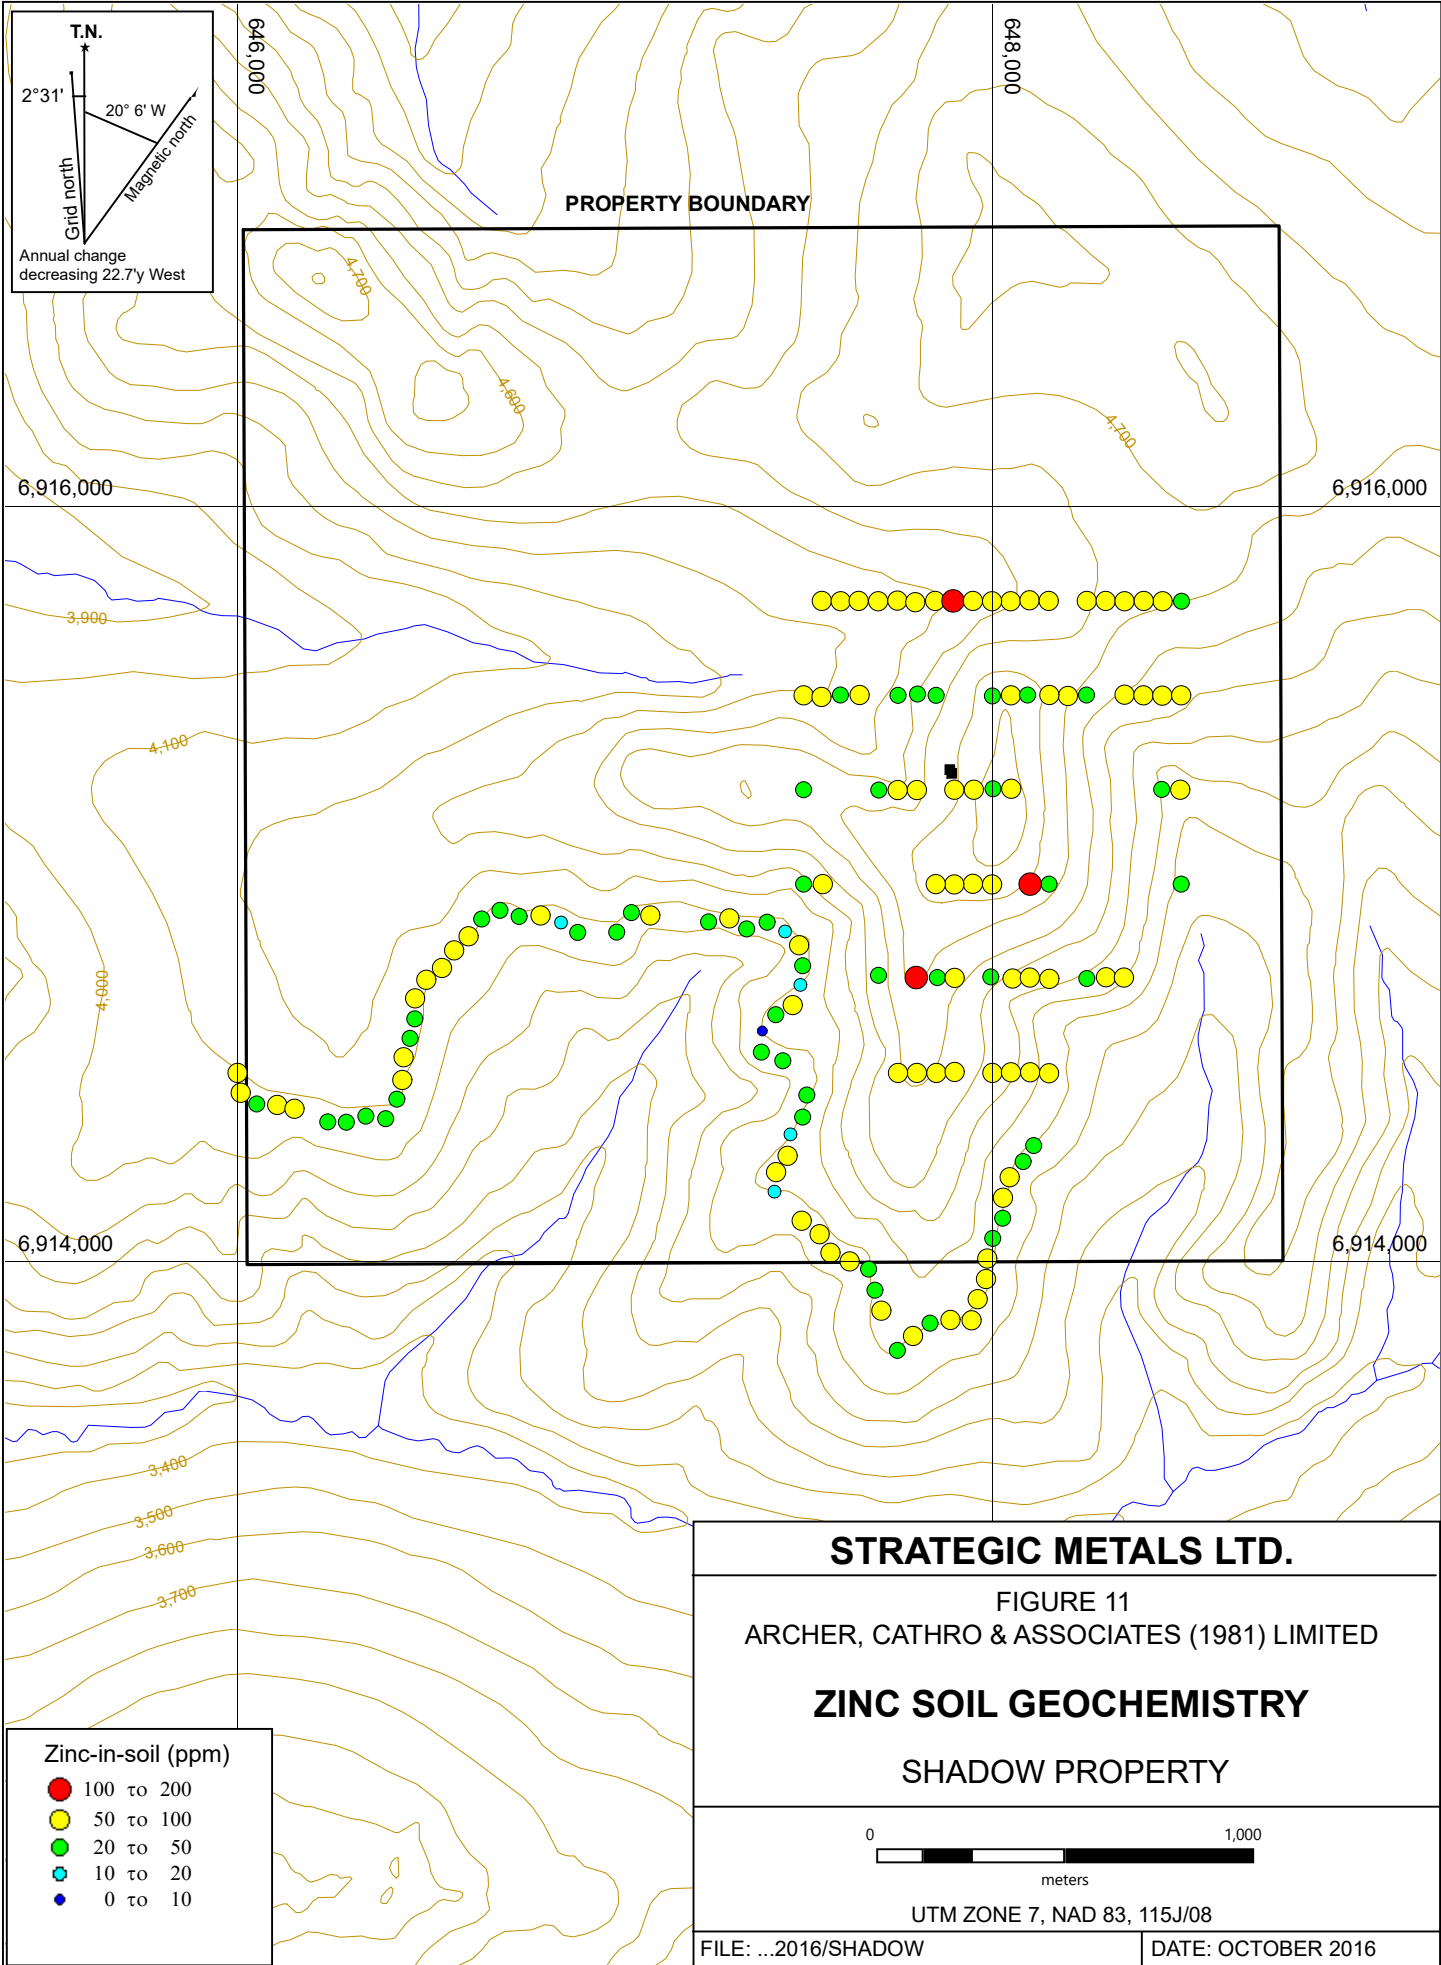 T.N.
2°31'
20° 6' W
Grid north
Magnetic north
Annual change
decreasing 22.7'y West
646,000
648,000
PROPERTY BOUNDARY
4,700
4,600
4,700
6,916,000
6,916,000
3,900
4,100
4,000
6,914,000
6,914,000
3,400
3,500
3,600
3,700
Zinc-in-soil (ppm)
100 το 200
50 το 100
20 το 50
10 το 20
0 το 10
STRATEGIC METALS LTD.
FIGURE 11
ARCHER, CATHRO & ASSOCIATES (1981) LIMITED
ZINC SOIL GEOCHEMISTRY
SHADOW PROPERTY
0 1,000
meters
UTM ZONE 7, NAD 83, 115J/08
FILE: ...2016/SHADOW
DATE: OCTOBER 2016